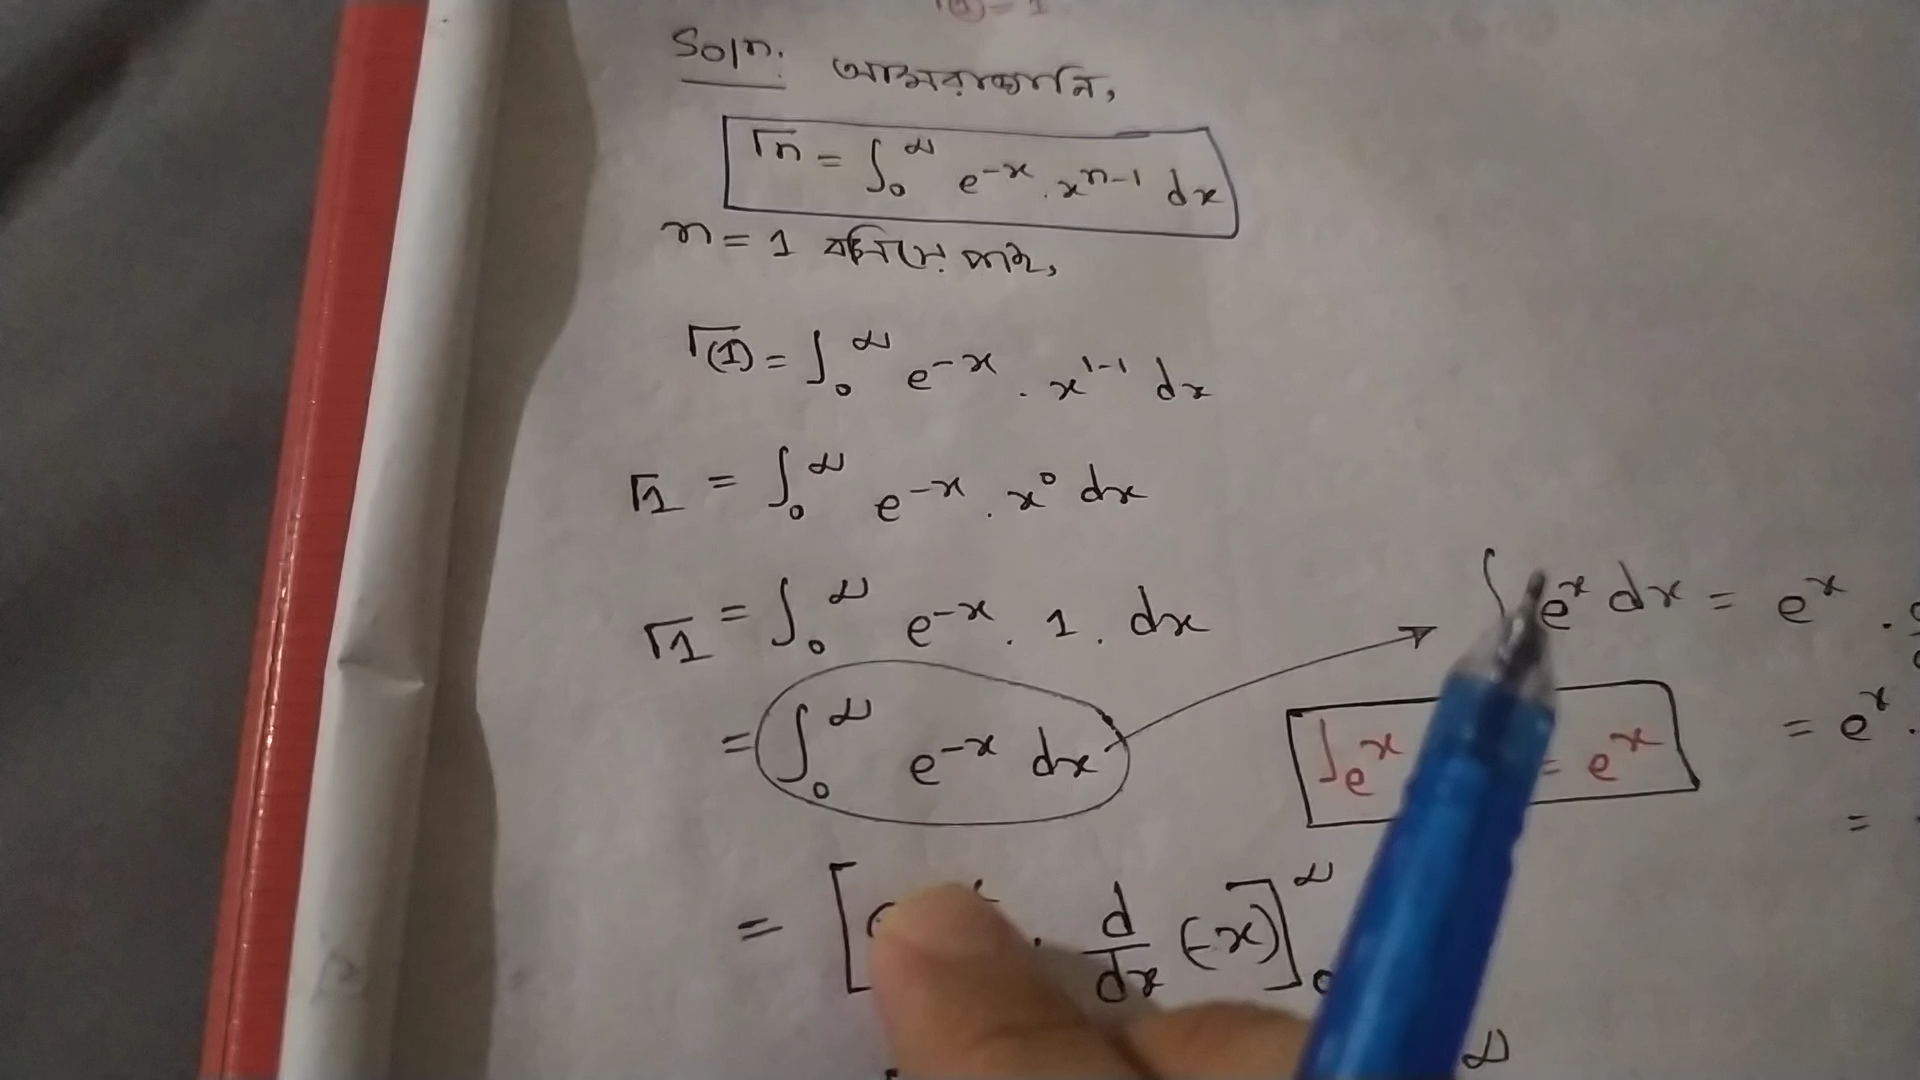 Soln: আমরা জানি,
Γn = ∫₀^∞ e^-x . x^n-1 dx
n = 1 বসিয়ে পাই,
Γ(1) = ∫₀^∞ e^-x . x^1-1 dx
Γ1 = ∫₀^∞ e^-x . x^0 dx
Γ1 = ∫₀^∞ e^-x . 1 . dx
∫ e^x dx = e^x .
= ∫₀^∞ e^-x dx
∫e^x = e^x
= e^x .
=
= [ . d/dx (-x)]₀^∞
∞